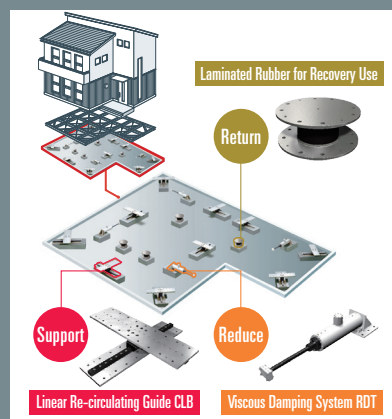 Laminated Rubber for Recovery Use
Return
Support
Reduce
Linear Re-circulating Guide CLB
Viscous Damping System RDT